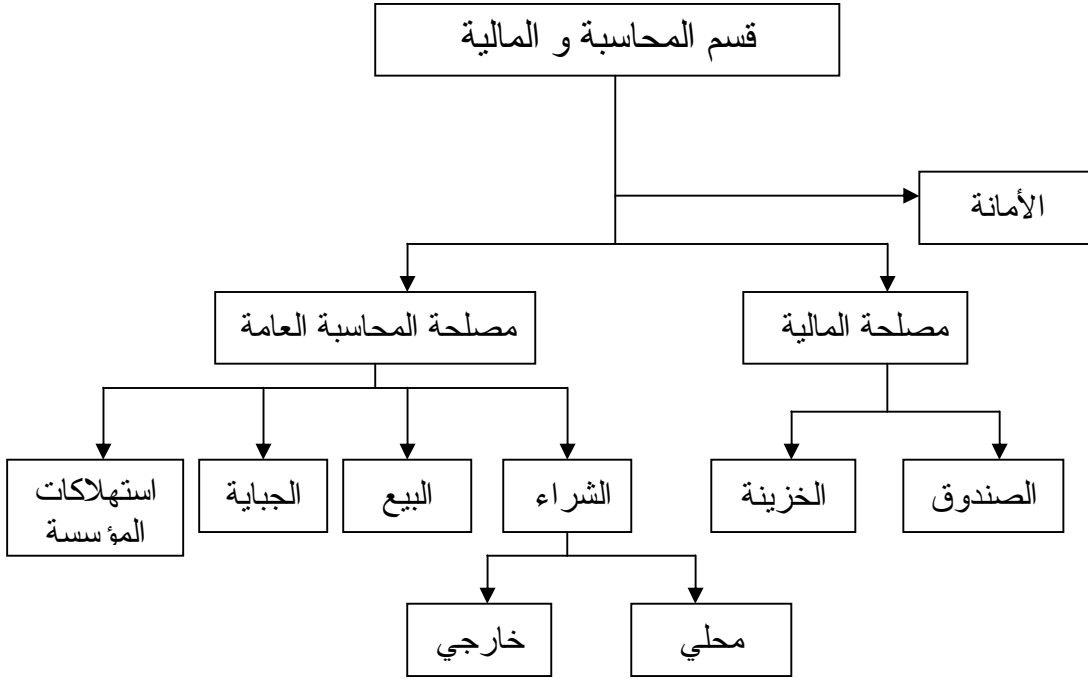 قسم المحاسبة و المالية
الأمانة
مصلحة المالية
مصلحة المحاسبة العامة
الصندوق
الخزينة
الشراء
البيع
الجباية
استهلاكات
المؤسسة
محلي
خارجي